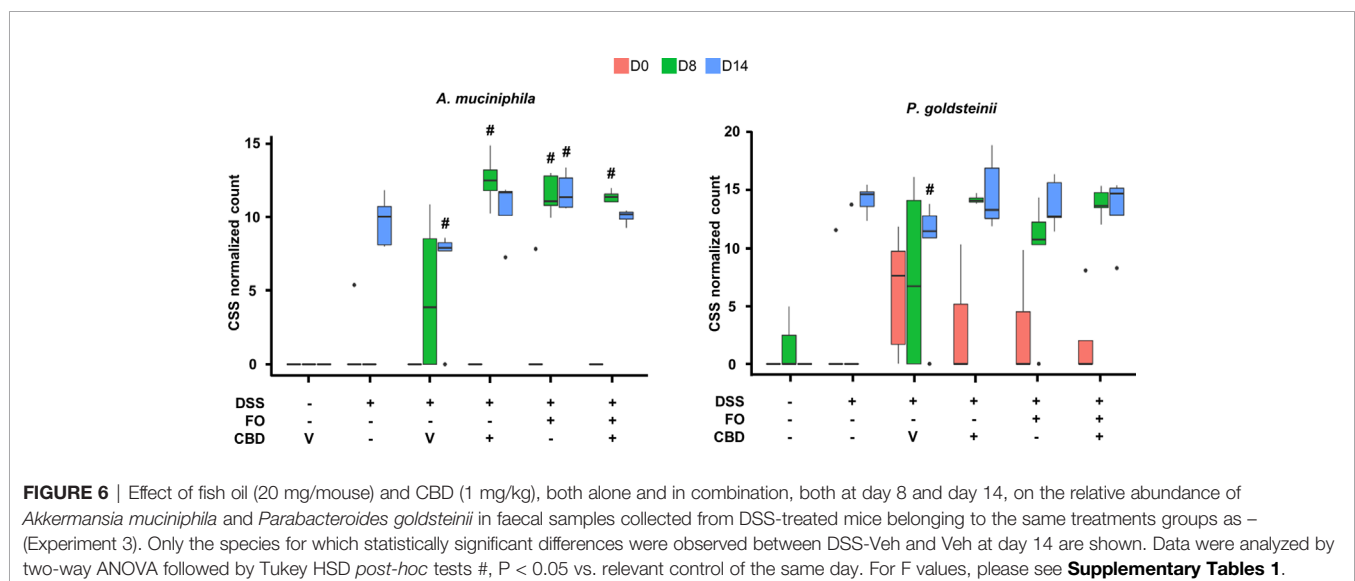 D0 D8 D14
A. muciniphila
CSS normalized count
15
10
5
0
#
#
#
#
#
DSS - + + + + +
FO - - - - + +
CBD V - V + - +
P. goldsteinii
CSS normalized count
20
15
10
5
0
#
DSS - + + + + +
FO - - - - + +
CBD - - V + - +
FIGURE 6 | Effect of fish oil (20 mg/mouse) and CBD (1 mg/kg), both alone and in combination, both at day 8 and day 14, on the relative abundance of
Akkermansia muciniphila and Parabacteroides goldsteinii in faecal samples collected from DSS-treated mice belonging to the same treatments groups as –
(Experiment 3). Only the species for which statistically significant differences were observed between DSS-Veh and Veh at day 14 are shown. Data were analyzed by
two-way ANOVA followed by Tukey HSD post-hoc tests #, P < 0.05 vs. relevant control of the same day. For F values, please see Supplementary Tables 1.